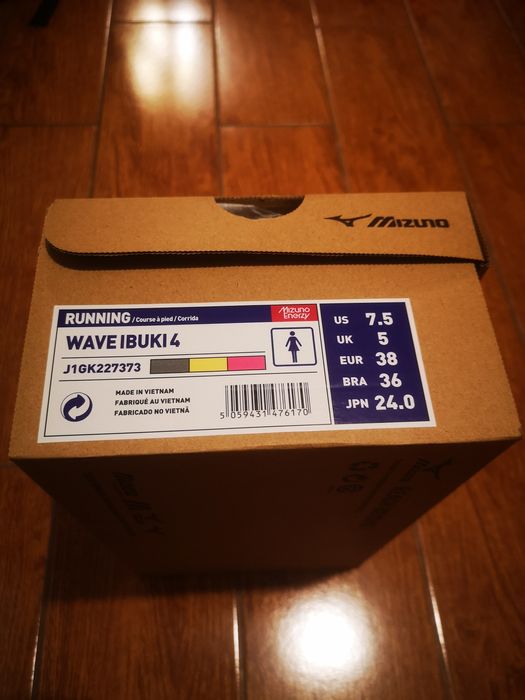 MIZUNO
RUNNING / Course à pied / Corrida
Mizuno Enerzy
WAVE IBUKI 4
J1GK227373
MADE IN VIETNAM
FABRIQUÉ AU VIETNAM
FABRICADO NO VIETNÃ
5 059431 476170
US 7.5
UK 5
EUR 38
BRA 36
JPN 24.0